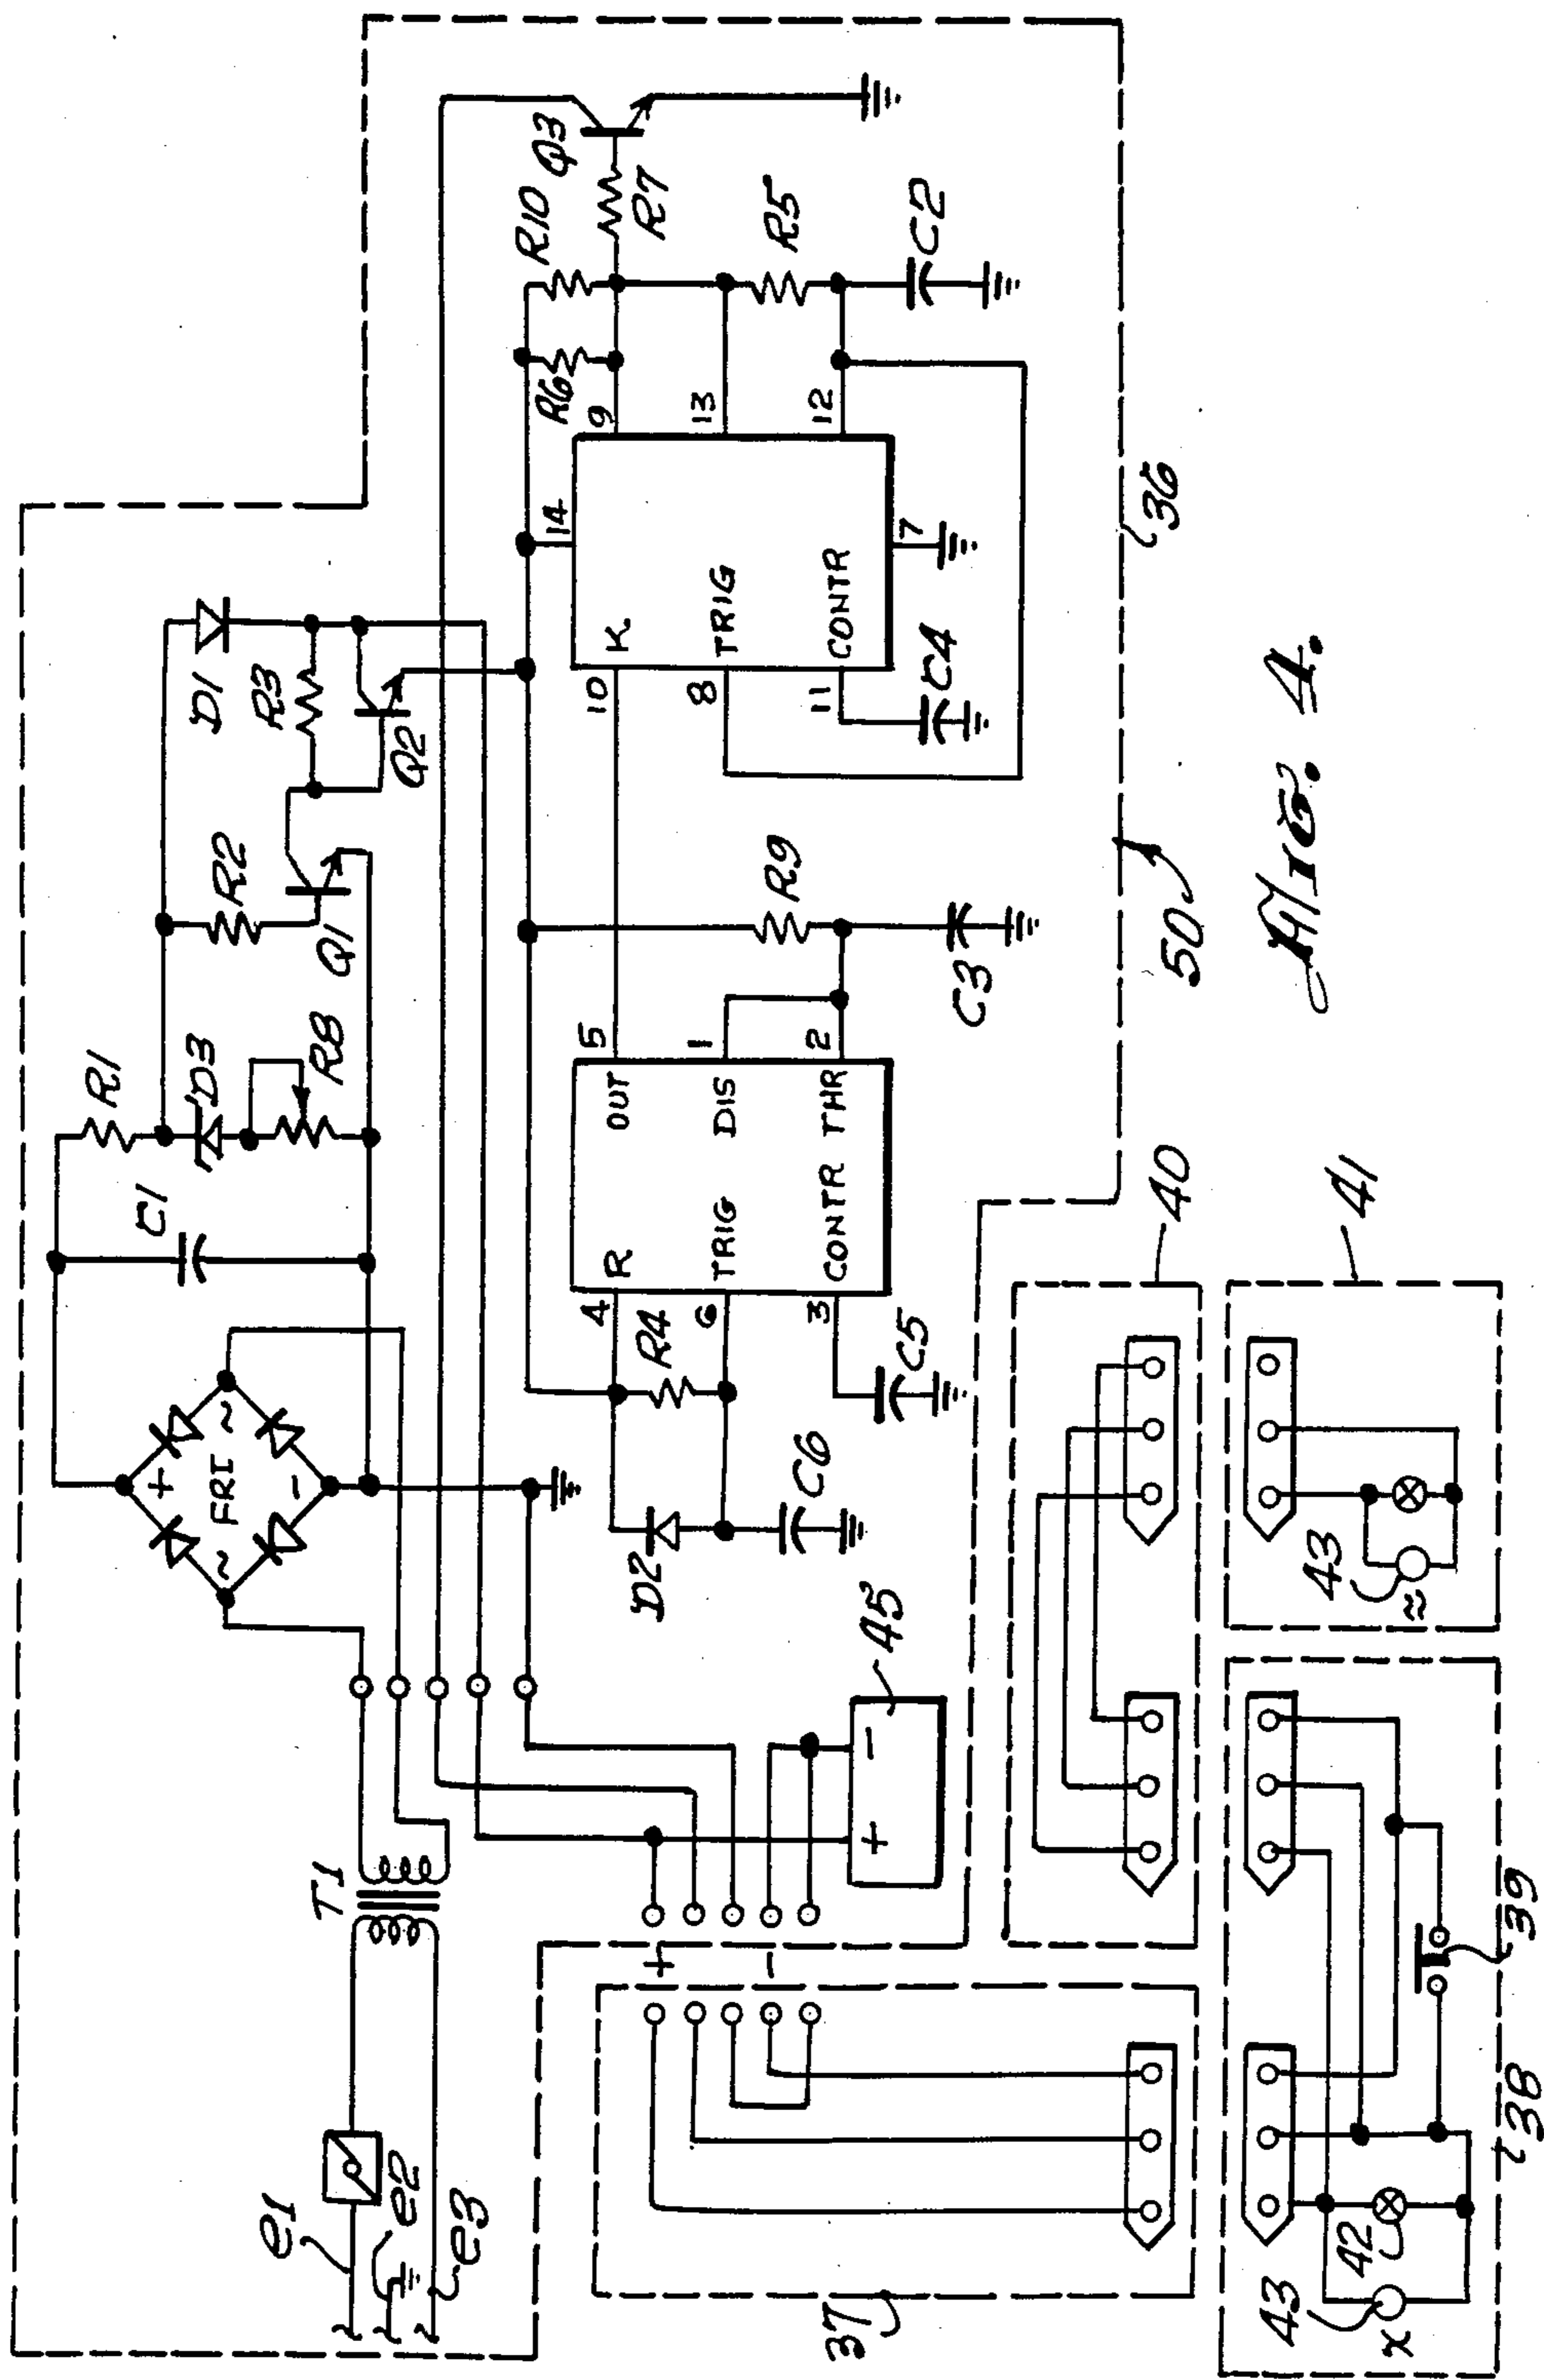 e1
e2
e3
T1
FR1
+
-
~
~
C1
R1
D3
R8
R2
Q1
D1
R3
Q2
D2
R4
C6
C5
4 R
6 TRIG
3 CONTR
OUT 5
DIS 1
THR 2
R9
C3
10 K
8 TRIG
11 CONTR
C4
14
9
13
12
7
R6
R10
R7
Q3
R5
C2
45
+ -
+ -
37
40
50
36
43
42
x
38
39
43
≈
41
FIG. 4.